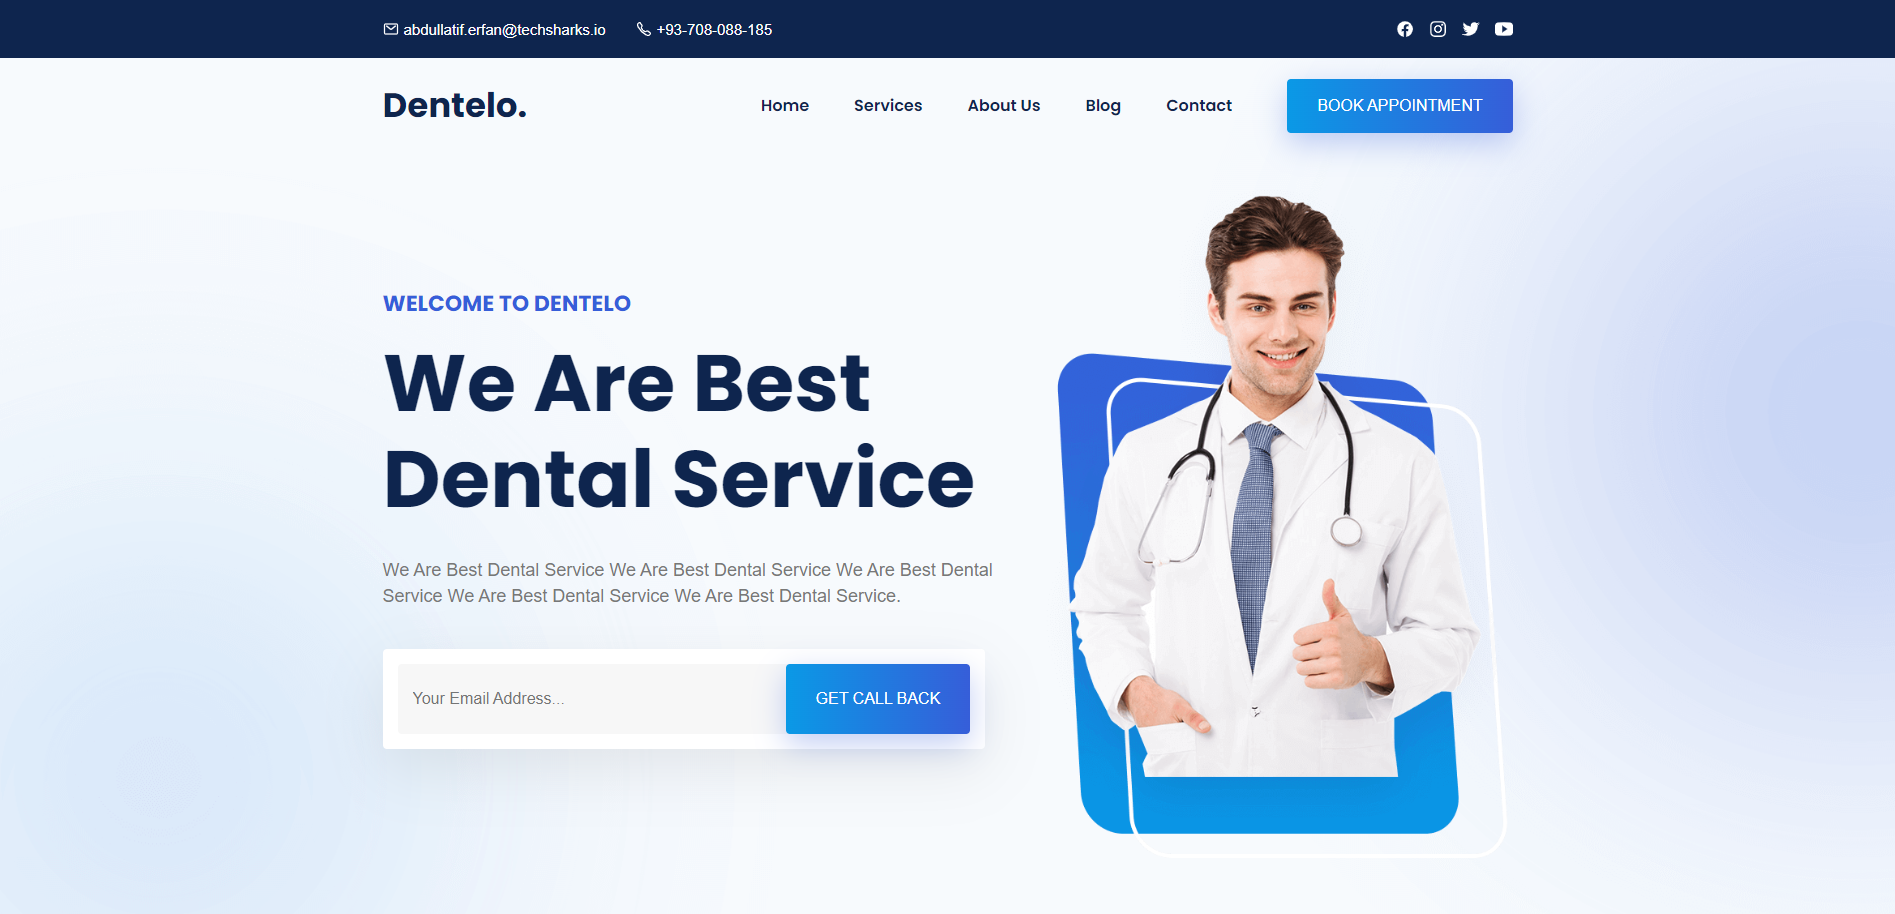 abdullatif.erfan@techsharks.io +93-708-088-185
Dentelo. Home Services About Us Blog Contact BOOK APPOINTMENT
WELCOME TO DENTELO
We Are Best
Dental Service
We Are Best Dental Service We Are Best Dental Service We Are Best Dental
Service We Are Best Dental Service We Are Best Dental Service.
Your Email Address... GET CALL BACK